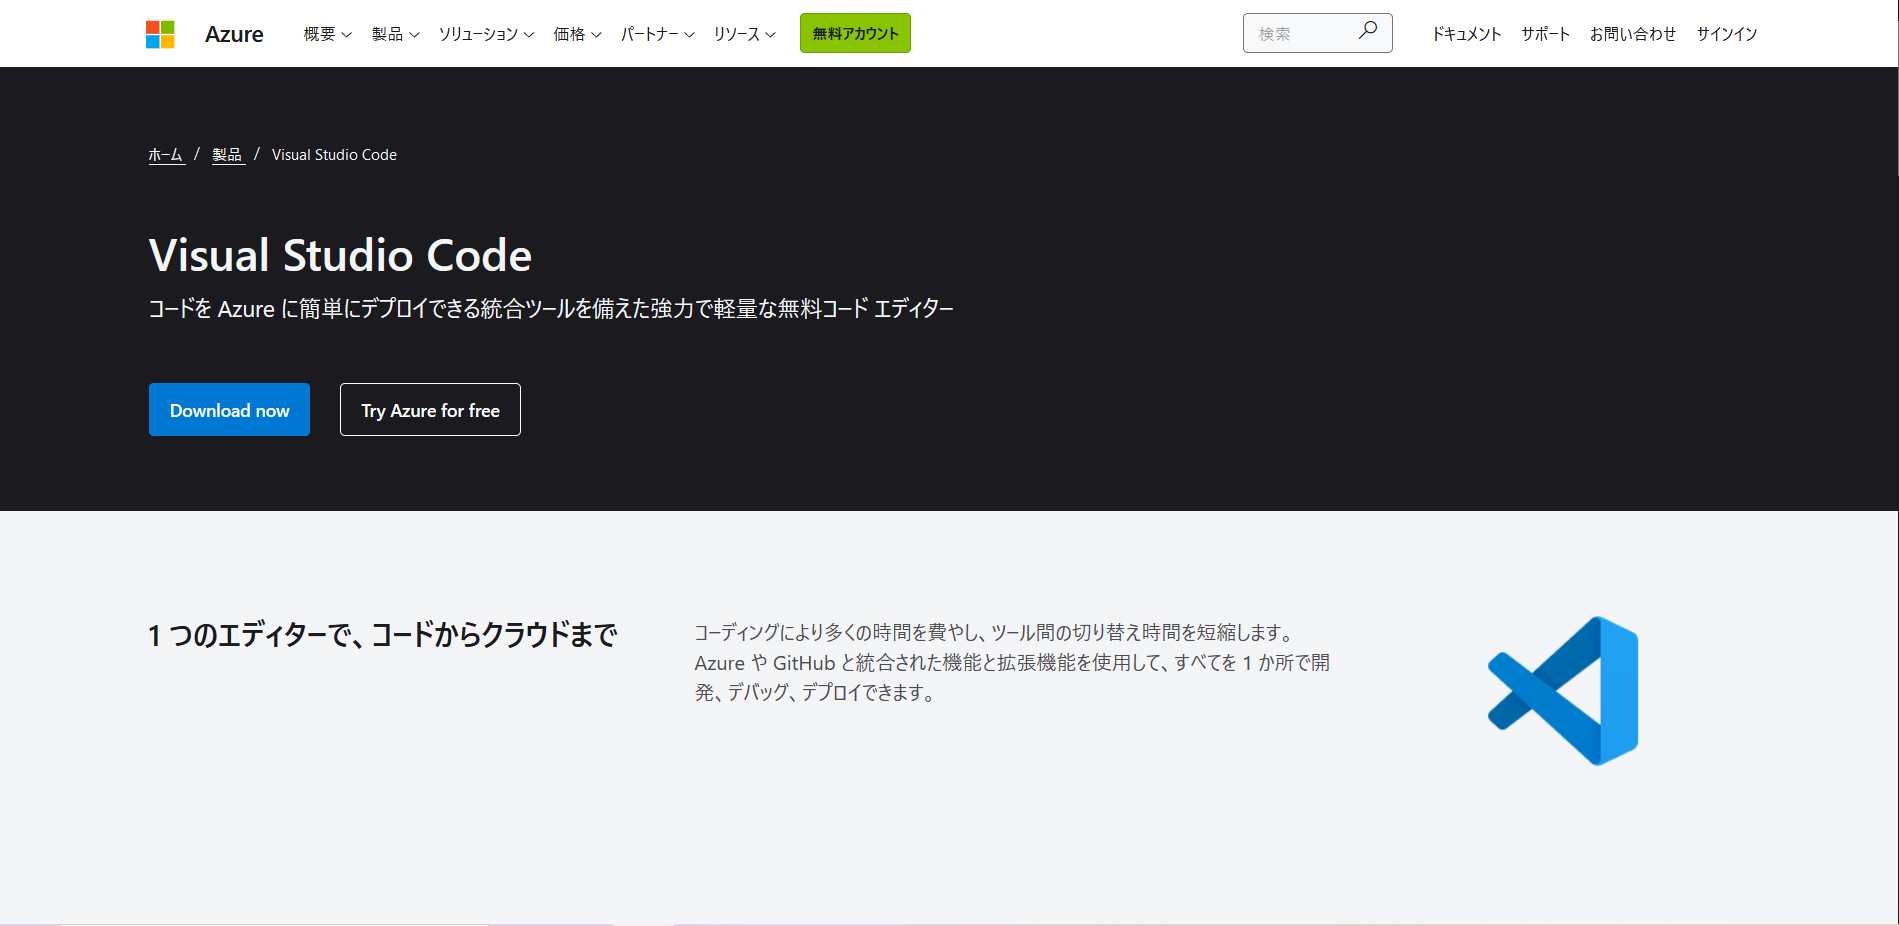 Azure 概要 製品 ソリューション 価格 パートナー リソース 無料アカウント 検索 ドキュメント サポート お問い合わせ サインイン
ホーム / 製品 / Visual Studio Code
Visual Studio Code
コードを Azure に簡単にデプロイできる統合ツールを備えた強力で軽量な無料コード エディター
Download now Try Azure for free
1 つのエディターで、コードからクラウドまで
コーディングにより多くの時間を費やし、ツール間の切り替え時間を短縮します。
Azure や GitHub と統合された機能と拡張機能を使用して、すべてを 1 か所で開
発、デバッグ、デプロイできます。